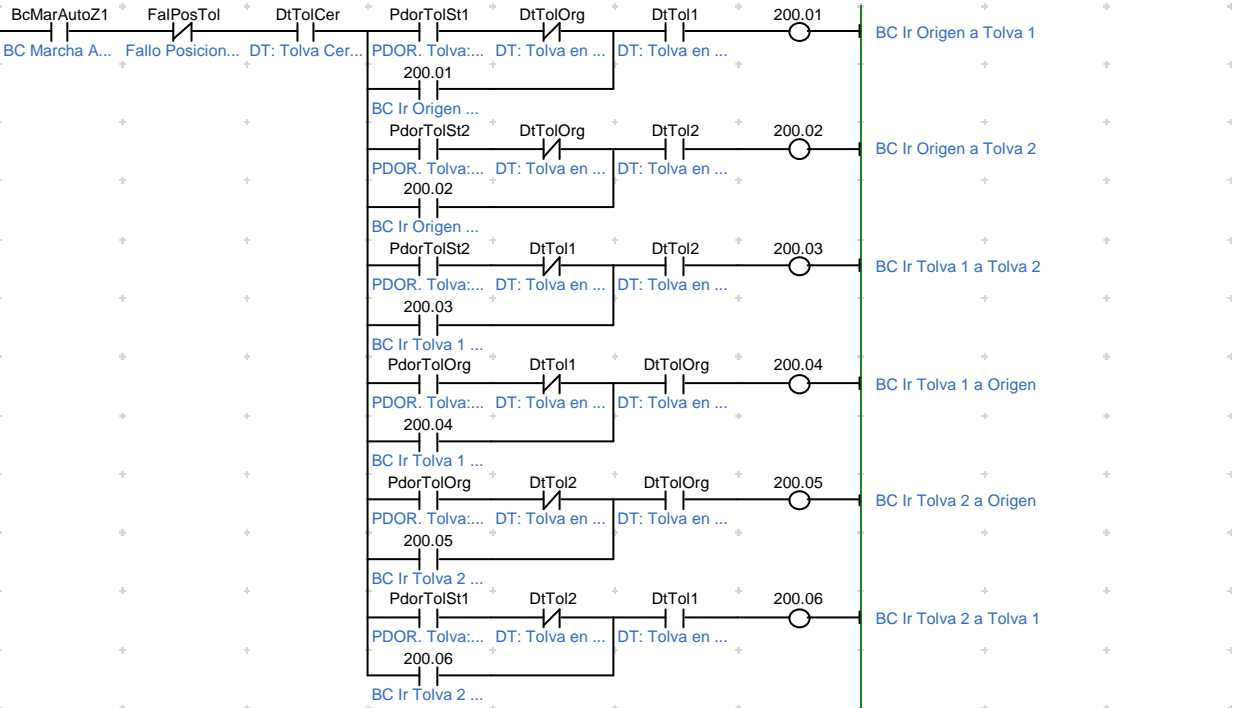 BcMarAutoZ1 FalPosTol DtTolCer PdorTolSt1 DtTolOrg DtTol1 200.01
BC Marcha A... Fallo Posicion... DT: Tolva Cer... PDOR. Tolva:... DT: Tolva en ... DT: Tolva en ... BC Ir Origen a Tolva 1
200.01
BC Ir Origen ...
PdorTolSt2 DtTolOrg DtTol2 200.02
PDOR. Tolva:... DT: Tolva en ... DT: Tolva en ... BC Ir Origen a Tolva 2
200.02
BC Ir Origen ...
PdorTolSt2 DtTol1 DtTol2 200.03
PDOR. Tolva:... DT: Tolva en ... DT: Tolva en ... BC Ir Tolva 1 a Tolva 2
200.03
BC Ir Tolva 1 ...
PdorTolOrg DtTol1 DtTolOrg 200.04
PDOR. Tolva:... DT: Tolva en ... DT: Tolva en ... BC Ir Tolva 1 a Origen
200.04
BC Ir Tolva 1 ...
PdorTolOrg DtTol2 DtTolOrg 200.05
PDOR. Tolva:... DT: Tolva en ... DT: Tolva en ... BC Ir Tolva 2 a Origen
200.05
BC Ir Tolva 2 ...
PdorTolSt1 DtTol2 DtTol1 200.06
PDOR. Tolva:... DT: Tolva en ... DT: Tolva en ... BC Ir Tolva 2 a Tolva 1
200.06
BC Ir Tolva 2 ...